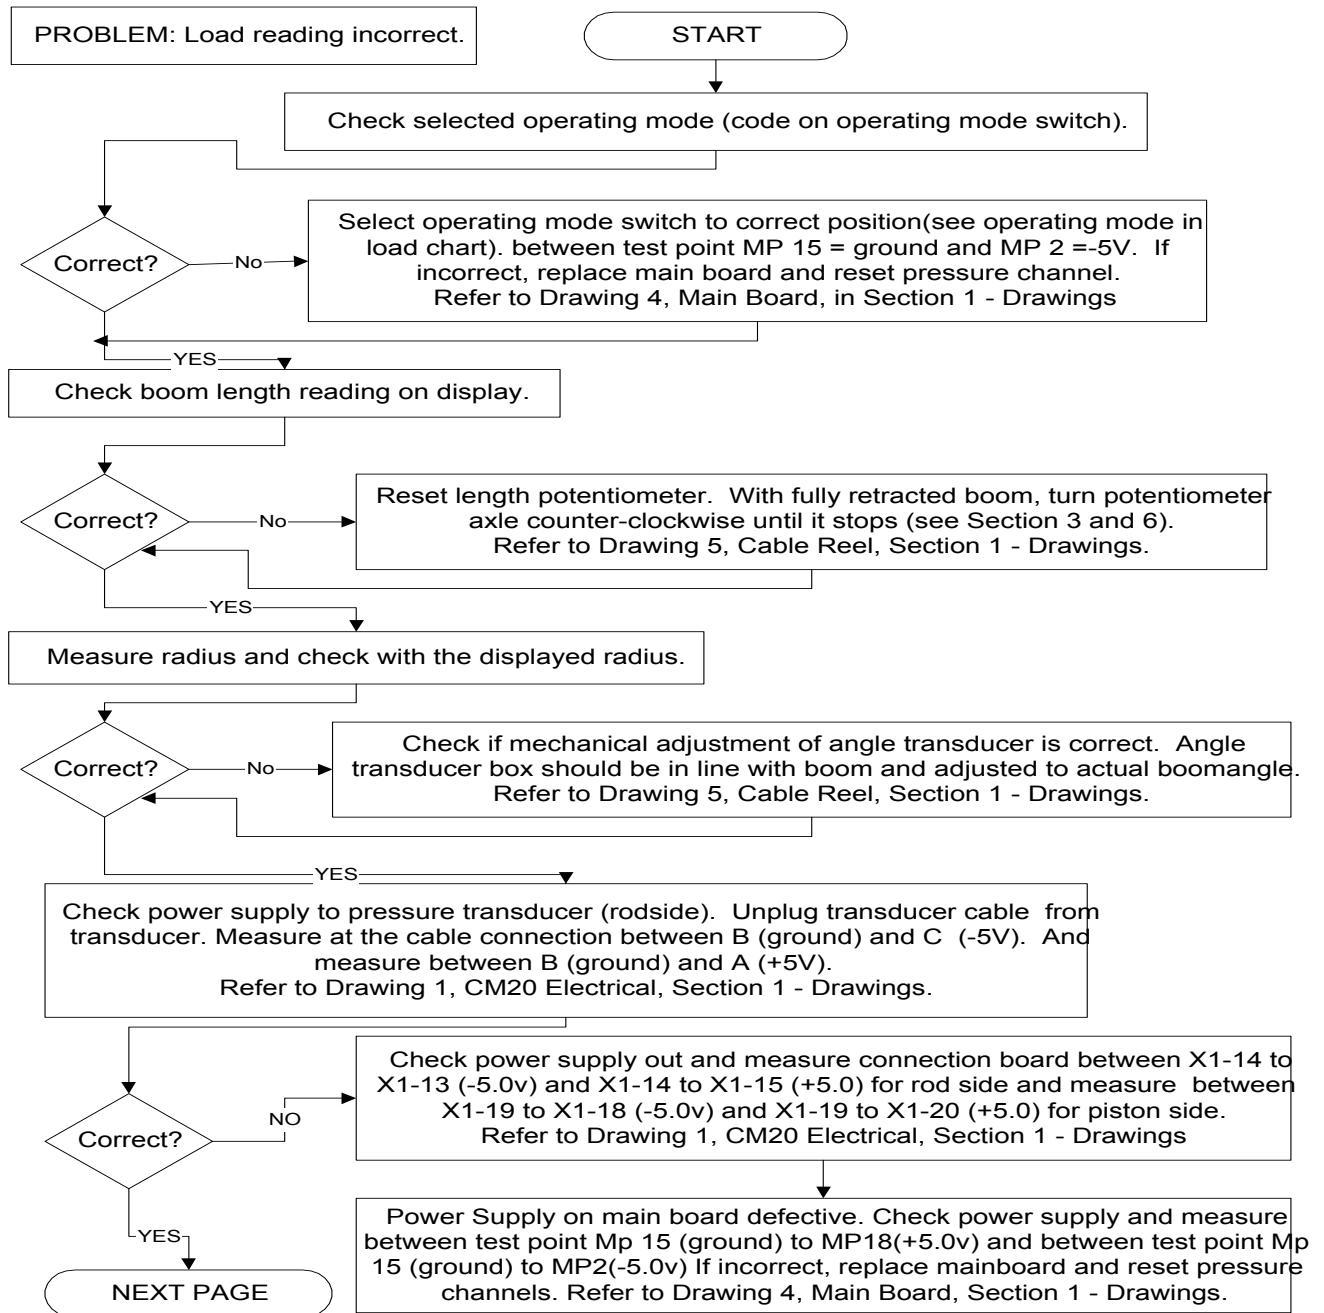 PROBLEM: Load reading incorrect.
START
Check selected operating mode (code on operating mode switch).
Correct?
No
Select operating mode switch to correct position(see operating mode in
load chart). between test point MP 15 = ground and MP 2 =-5V.  If
incorrect, replace main board and reset pressure channel.
Refer to Drawing 4, Main Board, in Section 1 - Drawings
YES
Check boom length reading on display.
Correct?
No
Reset length potentiometer.  With fully retracted boom, turn potentiometer
axle counter-clockwise until it stops (see Section 3 and 6).
Refer to Drawing 5, Cable Reel, Section 1 - Drawings.
YES
Measure radius and check with the displayed radius.
Correct?
No
Check if mechanical adjustment of angle transducer is correct.  Angle
transducer box should be in line with boom and adjusted to actual boomangle.
Refer to Drawing 5, Cable Reel, Section 1 - Drawings.
YES
Check power supply to pressure transducer (rodside).  Unplug transducer cable  from
transducer. Measure at the cable connection between B (ground) and C  (-5V).  And
measure between B (ground) and A (+5V).
Refer to Drawing 1, CM20 Electrical, Section 1 - Drawings.
Correct?
NO
Check power supply out and measure connection board between X1-14 to
X1-13 (-5.0v) and X1-14 to X1-15 (+5.0) for rod side and measure  between
X1-19 to X1-18 (-5.0v) and X1-19 to X1-20 (+5.0) for piston side.
Refer to Drawing 1, CM20 Electrical, Section 1 - Drawings
Power Supply on main board defective. Check power supply and measure
between test point Mp 15 (ground) to MP18(+5.0v) and between test point Mp
15 (ground) to MP2(-5.0v) If incorrect, replace mainboard and reset pressure
channels. Refer to Drawing 4, Main Board, Section 1 - Drawings.
YES
NEXT PAGE